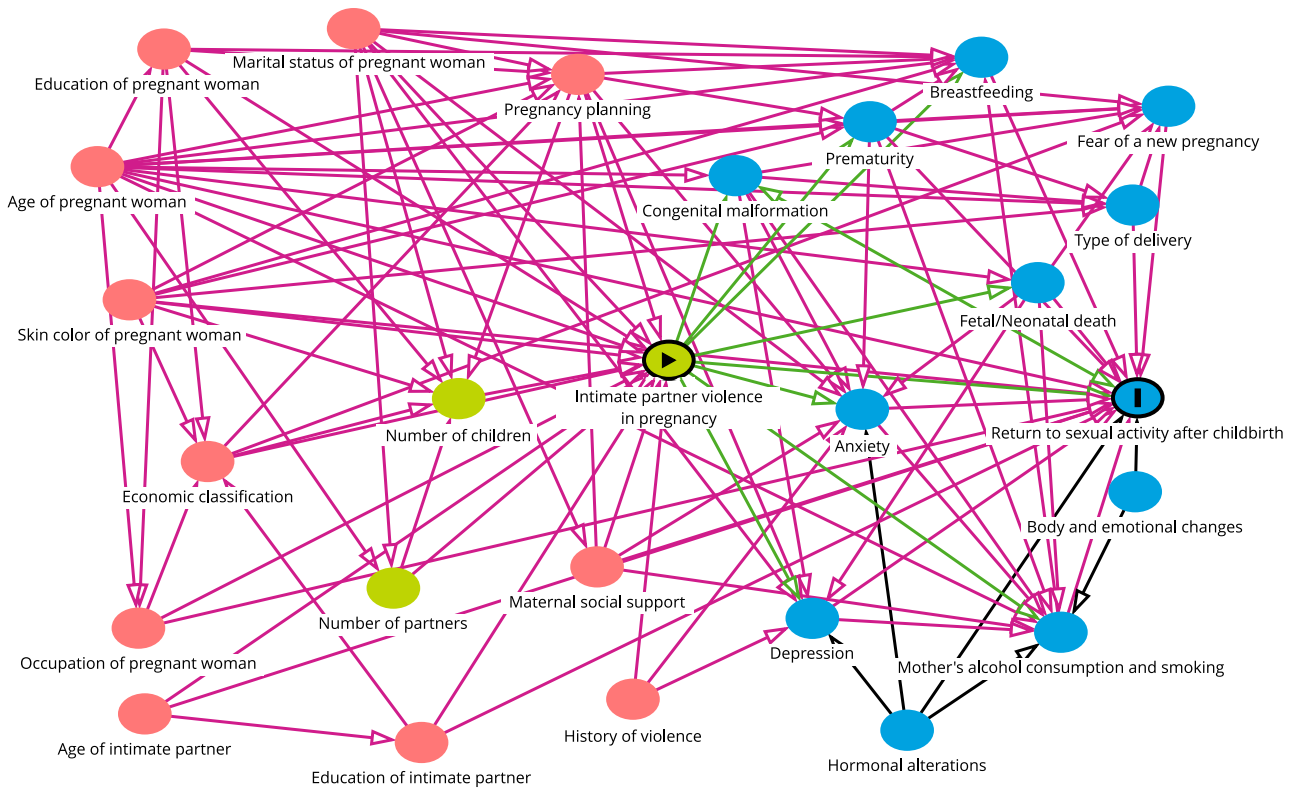 Marital status of pregnant woman
Education of pregnant woman
Breastfeeding
Pregnancy planning
Fear of a new pregnancy
Prematurity
Age of pregnant woman
Congenital malformation
Type of delivery
Fetal/Neonatal death
Skin color of pregnant woman
Intimate partner violence
in pregnancy
Number of children
Return to sexual activity after childbirth
Anxiety
Economic classification
Body and emotional changes
Maternal social support
Number of partners
Depression
Occupation of pregnant woman
Mother's alcohol consumption and smoking
History of violence
Age of intimate partner
Hormonal alterations
Education of intimate partner